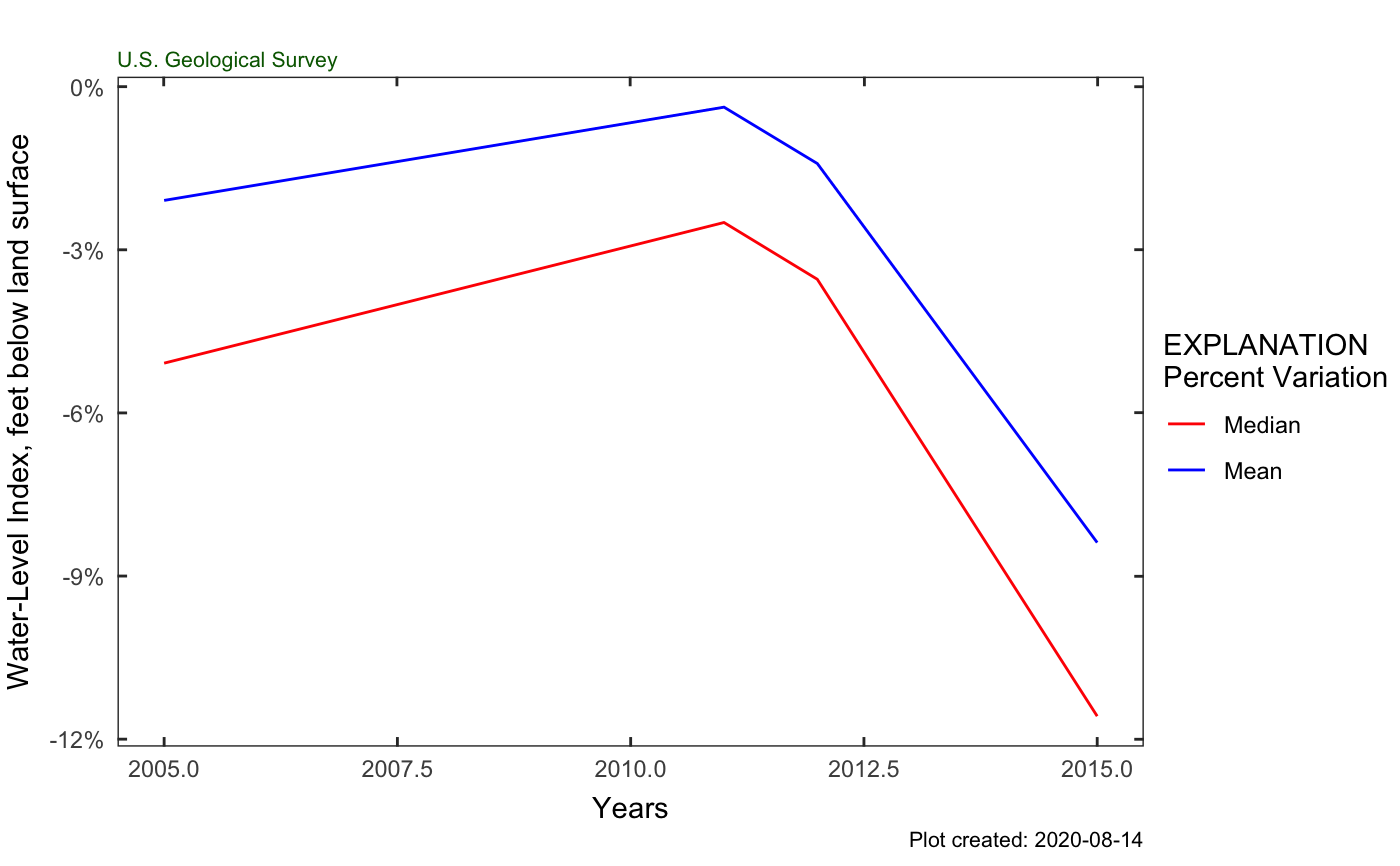 U.S. Geological Survey
Water-Level Index, feet below land surface
0%
-3%
-6%
-9%
-12%
2005.0
2007.5
2010.0
2012.5
2015.0
Years
EXPLANATION
Percent Variation
Median
Mean
Plot created: 2020-08-14